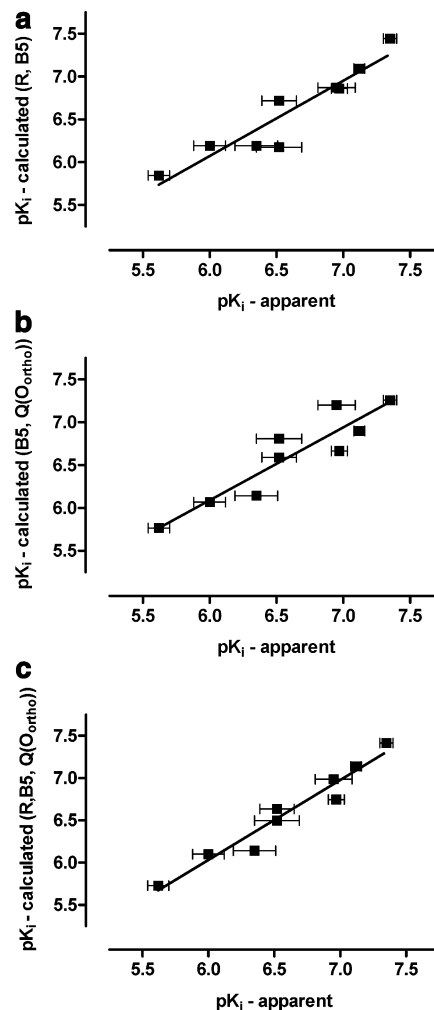 a
pKi - calculated (R, B5)
7.5
7.0
6.5
6.0
5.5
5.5 6.0 6.5 7.0 7.5
pKi - apparent
b
pKi - calculated (B5, Q(Oortho))
7.5
7.0
6.5
6.0
5.5
5.5 6.0 6.5 7.0 7.5
pKi - apparent
c
pKi - calculated (R,B5, Q(Oortho))
7.5
7.0
6.5
6.0
5.5
5.5 6.0 6.5 7.0 7.5
pKi - apparent